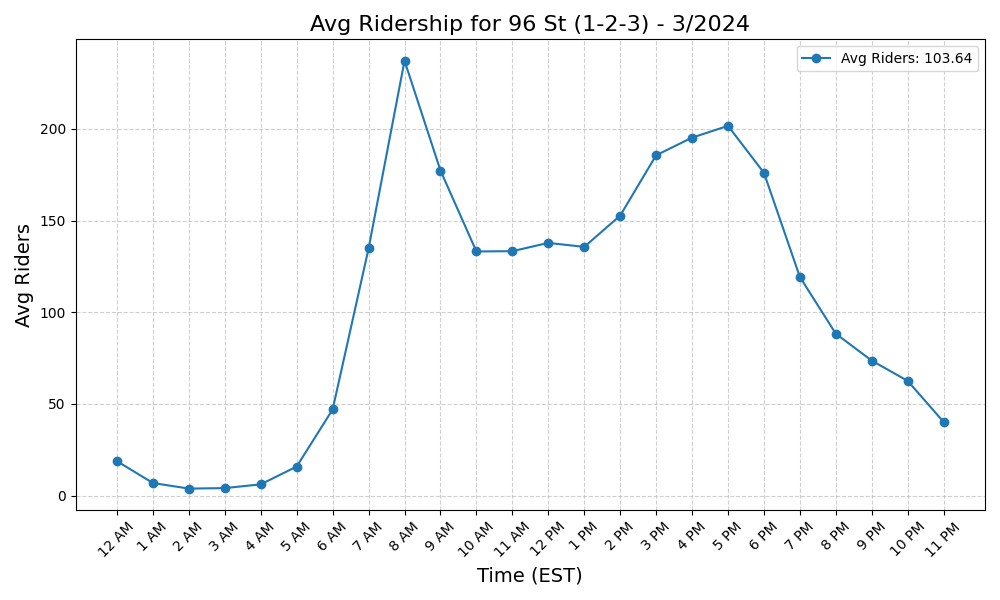 Avg Ridership for 96 St (1-2-3) - 3/2024
Avg Riders: 103.64
Avg Riders
200
150
100
50
0
12 AM
1 AM
2 AM
3 AM
4 AM
5 AM
6 AM
7 AM
8 AM
9 AM
10 AM
11 AM
12 PM
1 PM
2 PM
3 PM
4 PM
5 PM
6 PM
7 PM
8 PM
9 PM
10 PM
11 PM
Time (EST)